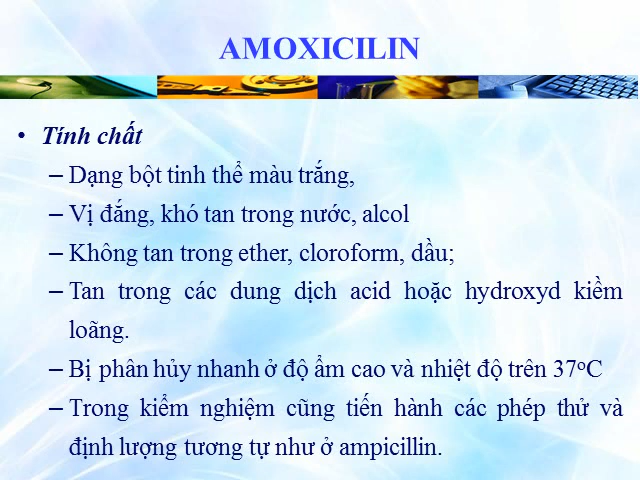 AMOXICILIN
• Tính chất
– Dạng bột tinh thể màu trắng,
– Vị đắng, khó tan trong nước, alcol
– Không tan trong ether, cloroform, dầu;
– Tan trong các dung dịch acid hoặc hydroxyd kiềm
loãng.
– Bị phân hủy nhanh ở độ ẩm cao và nhiệt độ trên 37ºC
– Trong kiểm nghiệm cũng tiến hành các phép thử và
định lượng tương tự như ở ampicillin.